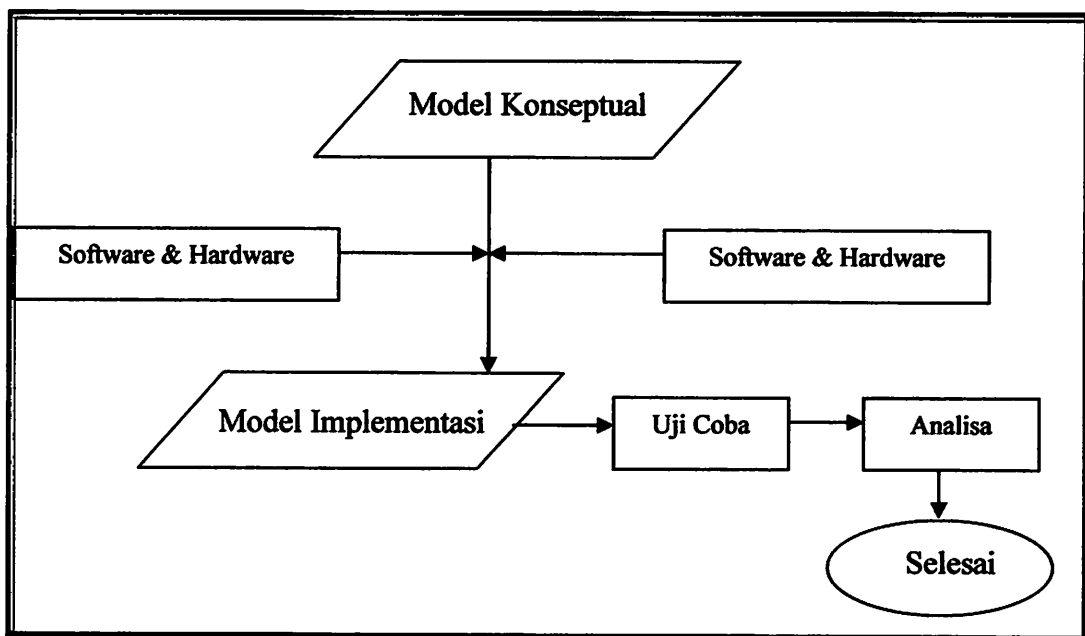 Model Konseptual
Software & Hardware
Software & Hardware
Model Implementasi
Uji Coba
Analisa
Selesai